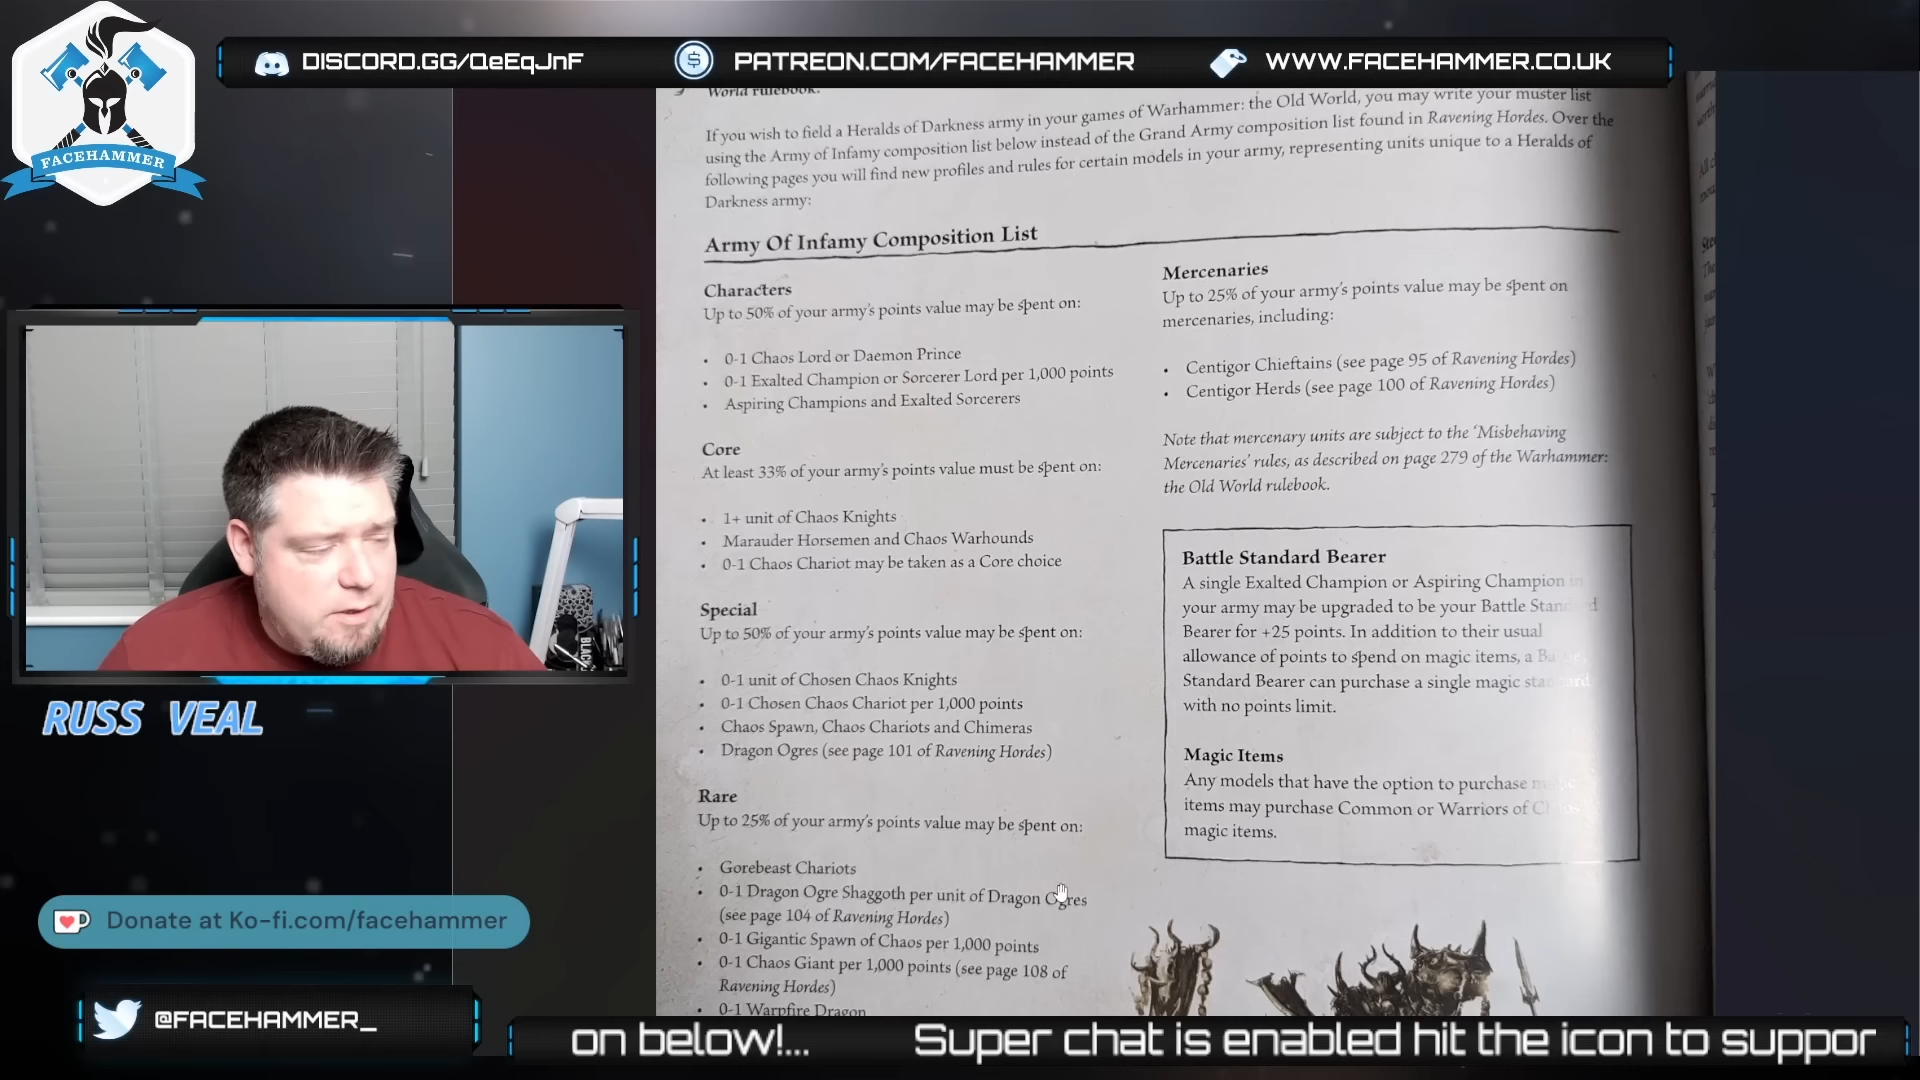 DISCORD.GG/QeEqJnF
PATREON.COM/FACEHAMMER
WWW.FACEHAMMER.CO.UK
FACEHAMMER
World rulebook.
If you wish to field a Heralds of Darkness army in your games of Warhammer: the Old World, you may write your muster list
using the Army of Infamy composition list below instead of the Grand Army composition list found in Ravening Hordes. Over the
following pages you will find new profiles and rules for certain models in your army, representing units unique to a Heralds of
Darkness army:
Army Of Infamy Composition List
Characters
Up to 50% of your army's points value may be spent on:
• 0-1 Chaos Lord or Daemon Prince
• 0-1 Exalted Champion or Sorcerer Lord per 1,000 points
• Aspiring Champions and Exalted Sorcerers
Core
At least 33% of your army's points value must be spent on:
• 1+ unit of Chaos Knights
• Marauder Horsemen and Chaos Warhounds
• 0-1 Chaos Chariot may be taken as a Core choice
Special
Up to 50% of your army's points value may be spent on:
• 0-1 unit of Chosen Chaos Knights
• 0-1 Chosen Chaos Chariot per 1,000 points
• Chaos Spawn, Chaos Chariots and Chimeras
• Dragon Ogres (see page 101 of Ravening Hordes)
Rare
Up to 25% of your army's points value may be spent on:
• Gorebeast Chariots
• 0-1 Dragon Ogre Shaggoth per unit of Dragon Ogres
(see page 104 of Ravening Hordes)
• 0-1 Gigantic Spawn of Chaos per 1,000 points
• 0-1 Chaos Giant per 1,000 points (see page 108 of
Ravening Hordes)
• 0-1 Warpfire Dragon
Mercenaries
Up to 25% of your army's points value may be spent on
mercenaries, including:
• Centigor Chieftains (see page 95 of Ravening Hordes)
• Centigor Herds (see page 100 of Ravening Hordes)
Note that mercenary units are subject to the 'Misbehaving
Mercenaries' rules, as described on page 279 of the Warhammer:
the Old World rulebook.
Battle Standard Bearer
A single Exalted Champion or Aspiring Champion in
your army may be upgraded to be your Battle Standard
Bearer for +25 points. In addition to their usual
allowance of points to spend on magic items, a
Standard Bearer can purchase a single magic standard
with no points limit.
Magic Items
Any models that have the option to purchase
items may purchase Common or Warriors of
magic items.
RUSS VEAL
Donate at Ko-fi.com/facehammer
@FACEHAMMER_
on below!... Super chat is enabled hit the icon to suppor